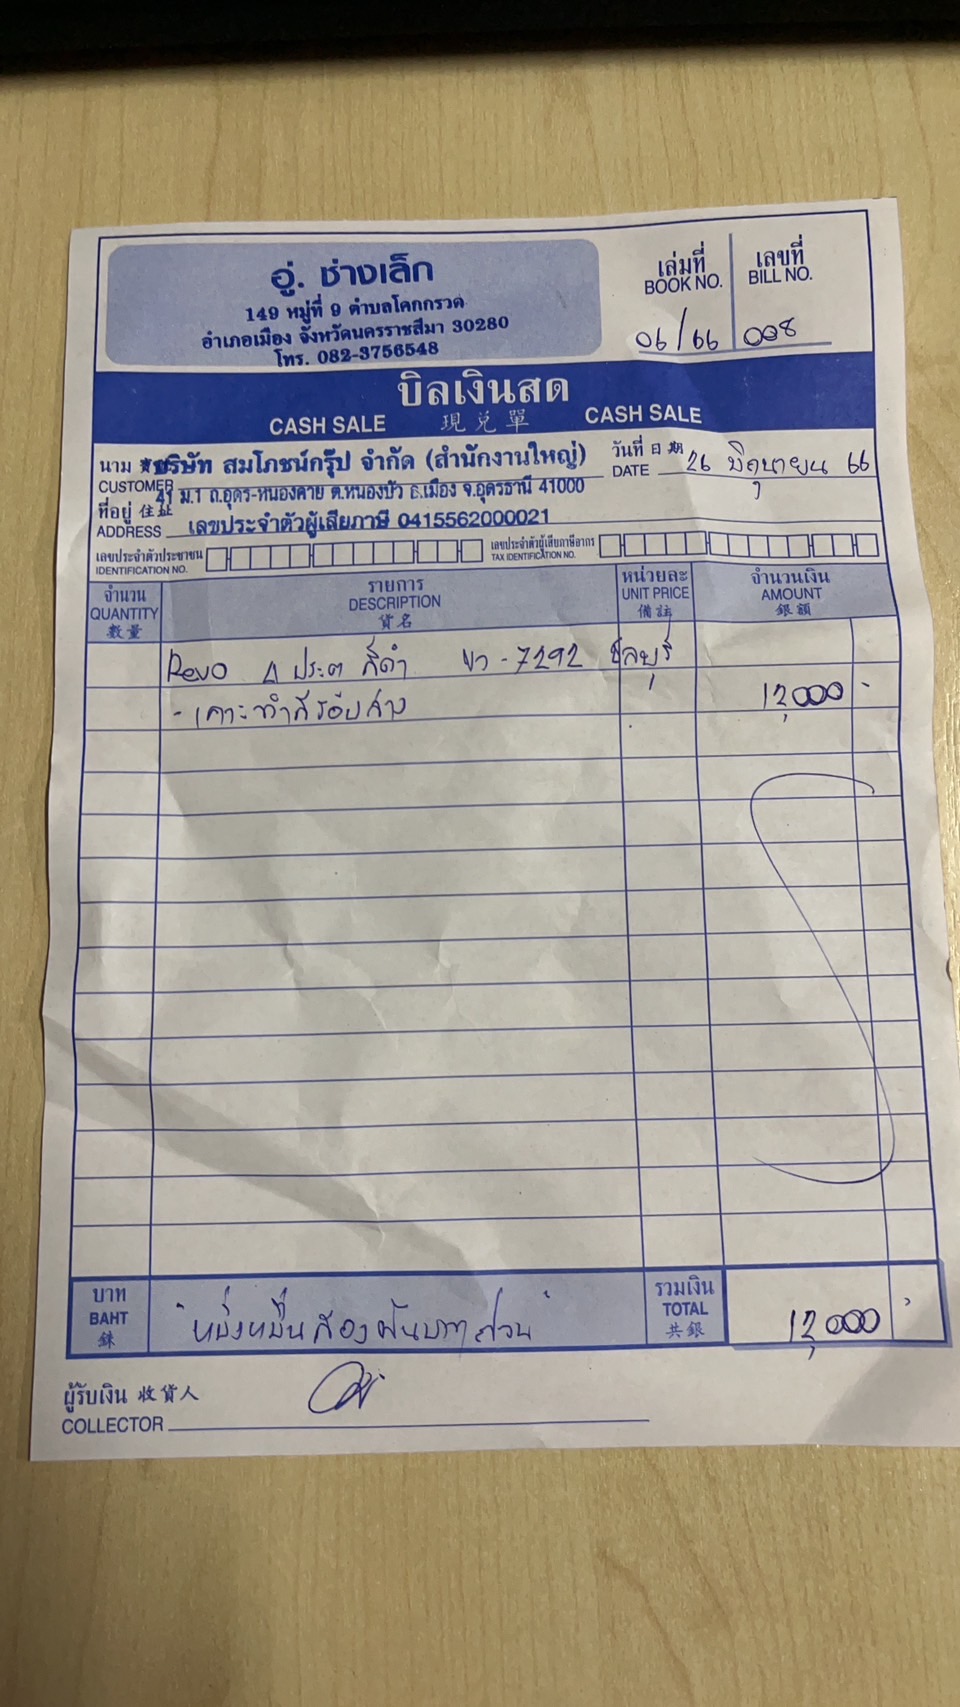 อู่. ช่างเล็ก
149 หมู่ที่ 9 ตำบลโคกกรวด
อำเภอเมือง จังหวัดนครราชสีมา 30280
โทร. 082-3756548
เล่มที่ เลขที่
BOOK NO. BILL NO.
06/66 008
บิลเงินสด
CASH SALE 現兌單 CASH SALE
นาม บริษัท สมโภชน์กรุ๊ป จำกัด (สำนักงานใหญ่) วันที่ 日期
CUSTOMER DATE 26 มิถุนายน 66
ที่อยู่ 住址 41 ม.1 ถ.อุดร-หนองคาย ต.หนองบัว อ.เมือง จ.อุดรธานี 41000
ADDRESS เลขประจำตัวผู้เสียภาษี 0415562000021
เลขประจำตัวประชาชน เลขประจำตัวผู้เสียภาษีอากร
IDENTIFICATION NO. TAX IDENTIFICATION NO.
จำนวน รายการ หน่วยละ จำนวนเงิน
QUANTITY DESCRIPTION UNIT PRICE AMOUNT
數量 貨名 備註 銀額
Revo 4 ประตู สีดำ ขว-7292 ชลบุรี
- เคาะทำสีรอบคัน 12,000 -
บาท รวมเงิน
BAHT หนึ่งหมื่นสองพันบาทถ้วน TOTAL 12,000
銖 共銀
ผู้รับเงิน 收貨人
COLLECTOR